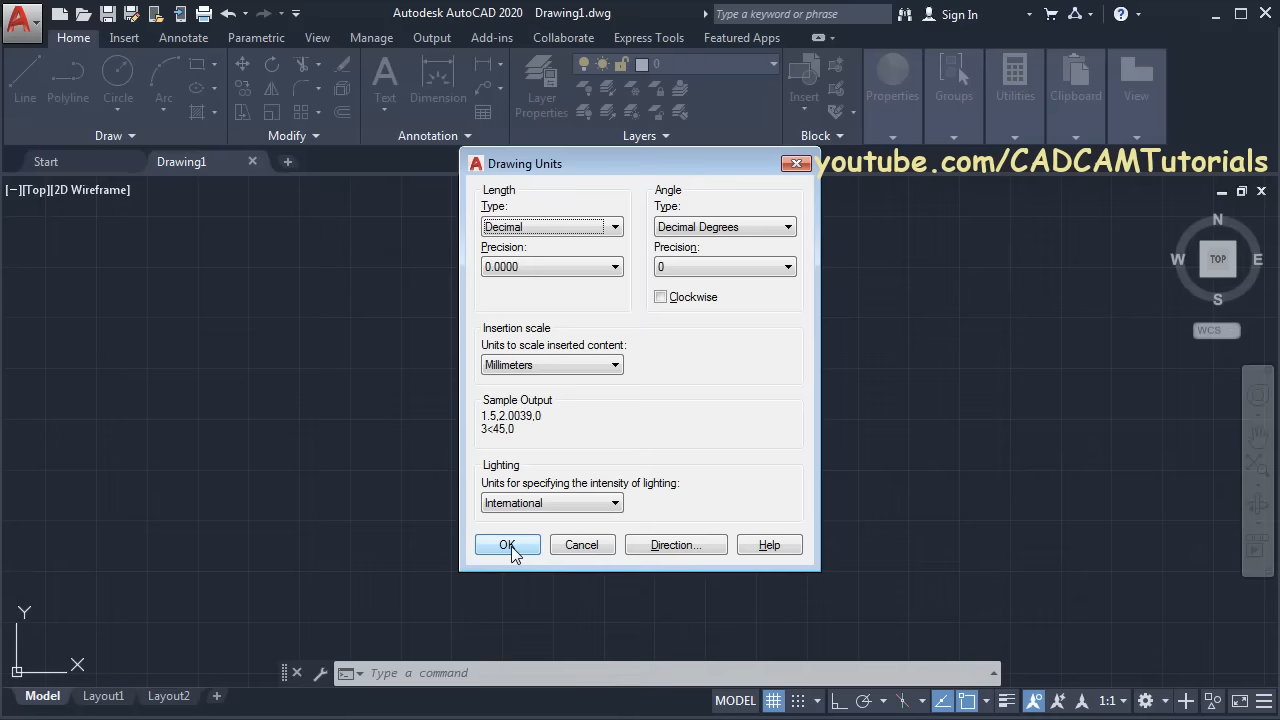 Autodesk AutoCAD 2020 Drawing1.dwg
Type a keyword or phrase
Sign In
Home Insert Annotate Parametric View Manage Output Add-ins Collaborate Express Tools Featured Apps
0
Line Polyline Circle Arc
Text Dimension
Layer
Properties
Insert
Properties Groups Utilities Clipboard View
Draw Modify Annotation Layers Block
Start Drawing1
youtube.com/CADCAMTutorials
[−][Top][2D Wireframe]
Drawing Units
Length
Type:
Decimal
Precision:
0.0000
Angle
Type:
Decimal Degrees
Precision:
0
Clockwise
Insertion scale
Units to scale inserted content:
Millimeters
Sample Output
1.5,2.0039,0
3<45,0
Lighting
Units for specifying the intensity of lighting:
International
OK Cancel Direction... Help
N
W TOP E
S
WCS
Y
X
Type a command
Model Layout1 Layout2
MODEL 1:1